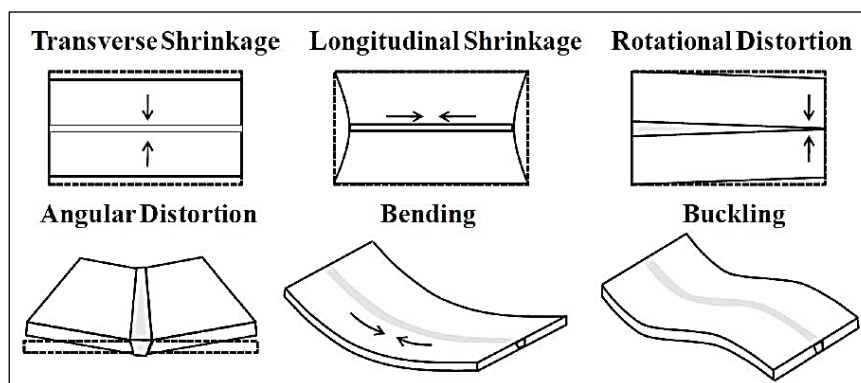 Transverse Shrinkage
Longitudinal Shrinkage
Rotational Distortion
Angular Distortion
Bending
Buckling